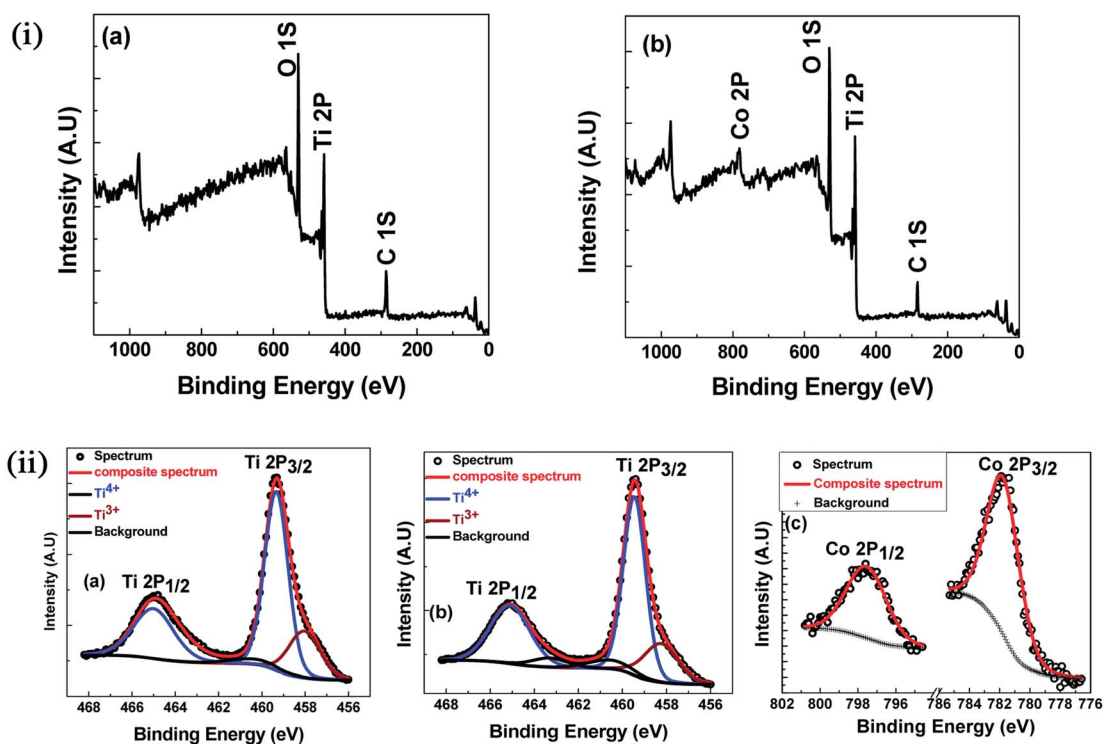 (i)
(a)
O 1S
Ti 2P
C 1S
Intensity (A.U)
1000 800 600 400 200 0
Binding Energy (eV)
(b)
O 1S
Co 2P
Ti 2P
C 1S
Intensity (A.U)
1000 800 600 400 200 0
Binding Energy (eV)
(ii)
Spectrum
composite spectrum
Ti4+
Ti3+
Background
Ti 2P3/2
(a) Ti 2P1/2
Intensity (A.U)
468 466 464 462 460 458 456
Binding Energy (eV)
Spectrum
composite spectrum
Ti4+
Ti3+
Background
Ti 2P3/2
Ti 2P1/2
(b)
Intensity (A.U)
468 466 464 462 460 458 456
Binding Energy (eV)
Spectrum
Composite spectrum
Background
Co 2P3/2
(c)
Co 2P1/2
Intensity (A.U)
802 800 798 796 786 784 782 780 778 776
Binding Energy (eV)